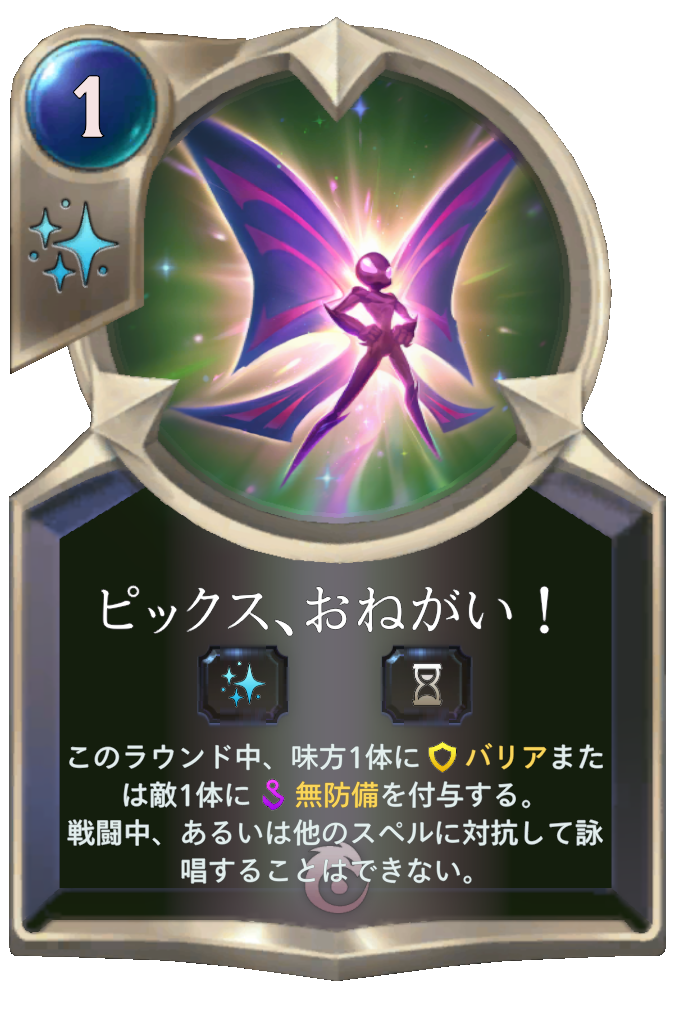 1
ピックス、おねがい！
このラウンド中、味方1体に バリアまた
は敵1体に 無防備を付与する。
戦闘中、あるいは他のスペルに対抗して詠
唱することはできない。